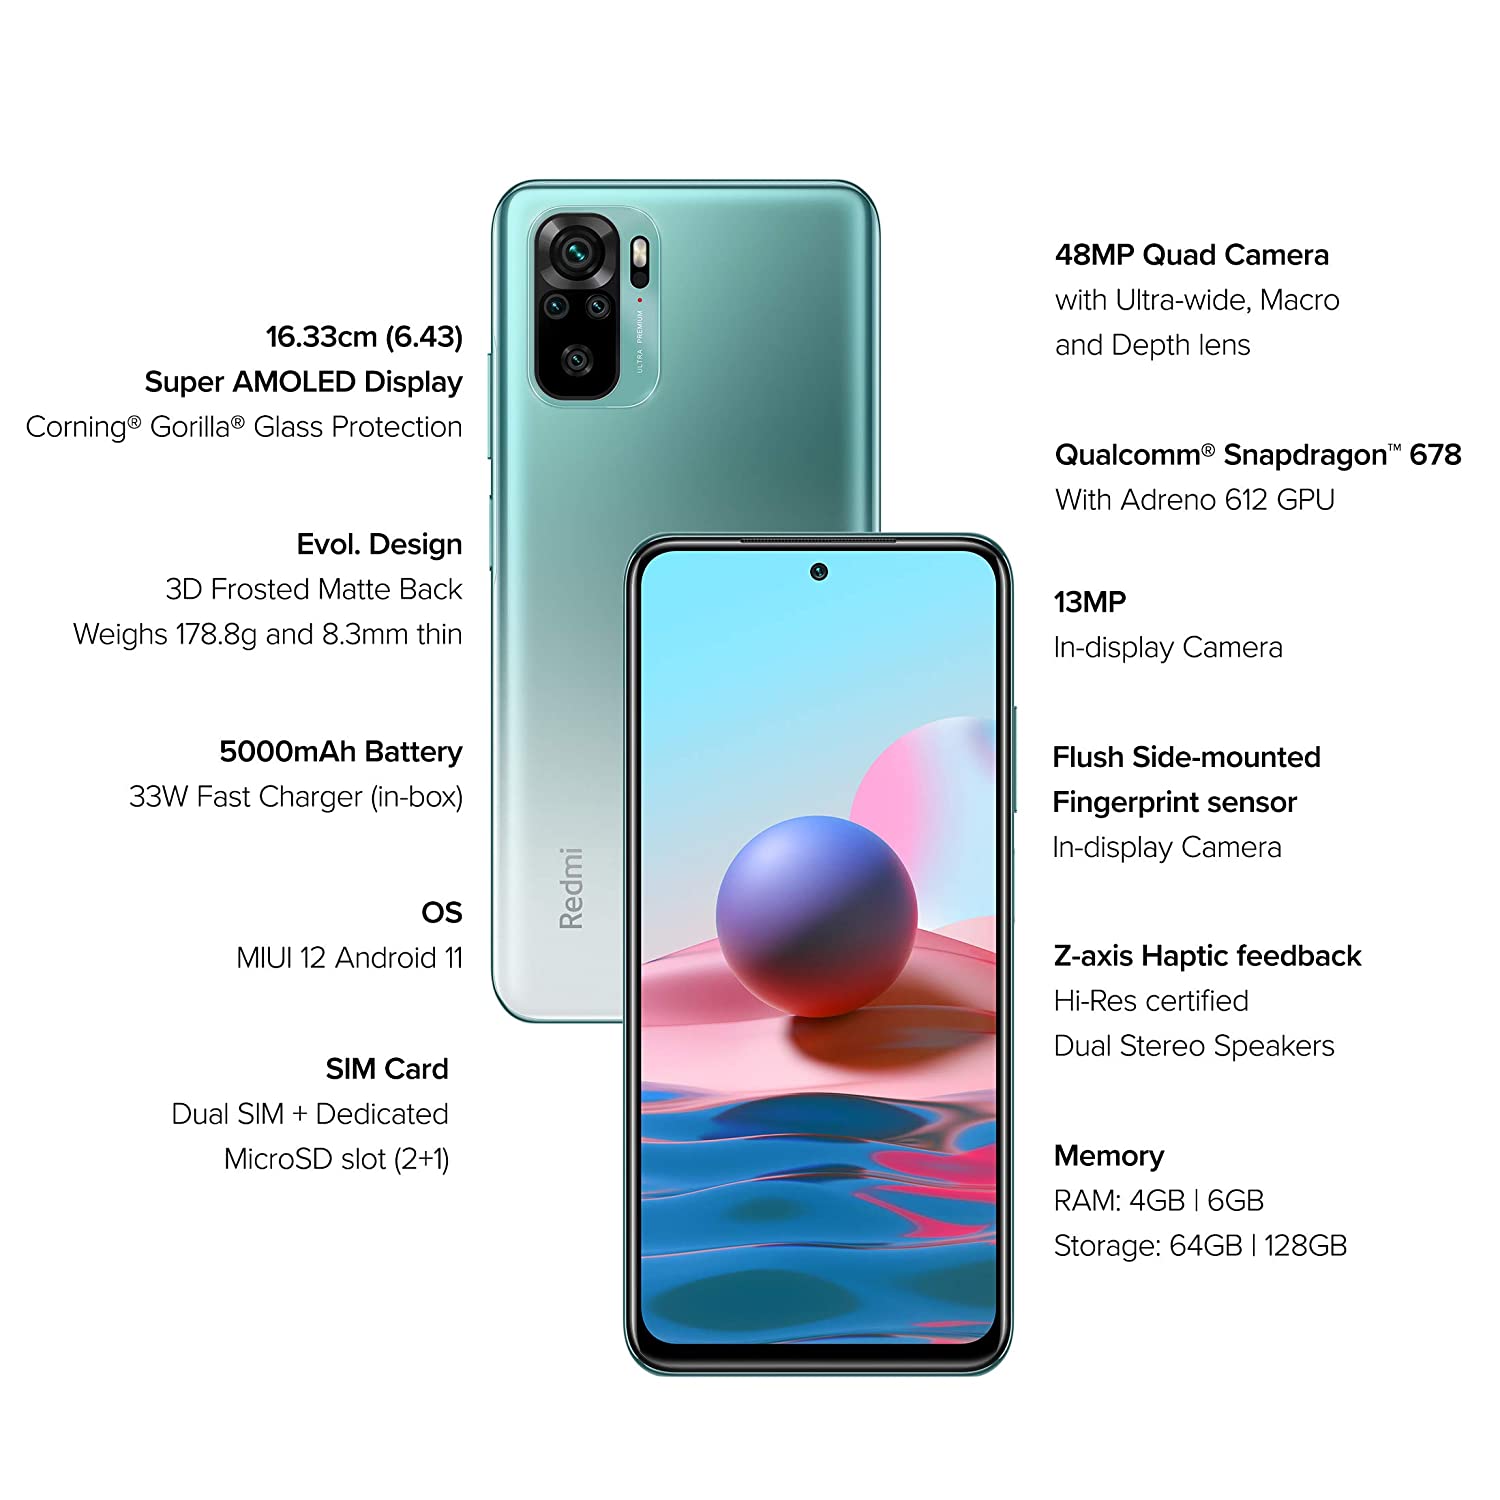 16.33cm (6.43)
Super AMOLED Display
Corning® Gorilla® Glass Protection
Evol. Design
3D Frosted Matte Back
Weighs 178.8g and 8.3mm thin
5000mAh Battery
33W Fast Charger (in-box)
OS
MIUI 12 Android 11
SIM Card
Dual SIM + Dedicated
MicroSD slot (2+1)
ULTRA PREMIUM
Redmi
48MP Quad Camera
with Ultra-wide, Macro
and Depth lens
Qualcomm® Snapdragon™ 678
With Adreno 612 GPU
13MP
In-display Camera
Flush Side-mounted
Fingerprint sensor
In-display Camera
Z-axis Haptic feedback
Hi-Res certified
Dual Stereo Speakers
Memory
RAM: 4GB | 6GB
Storage: 64GB | 128GB